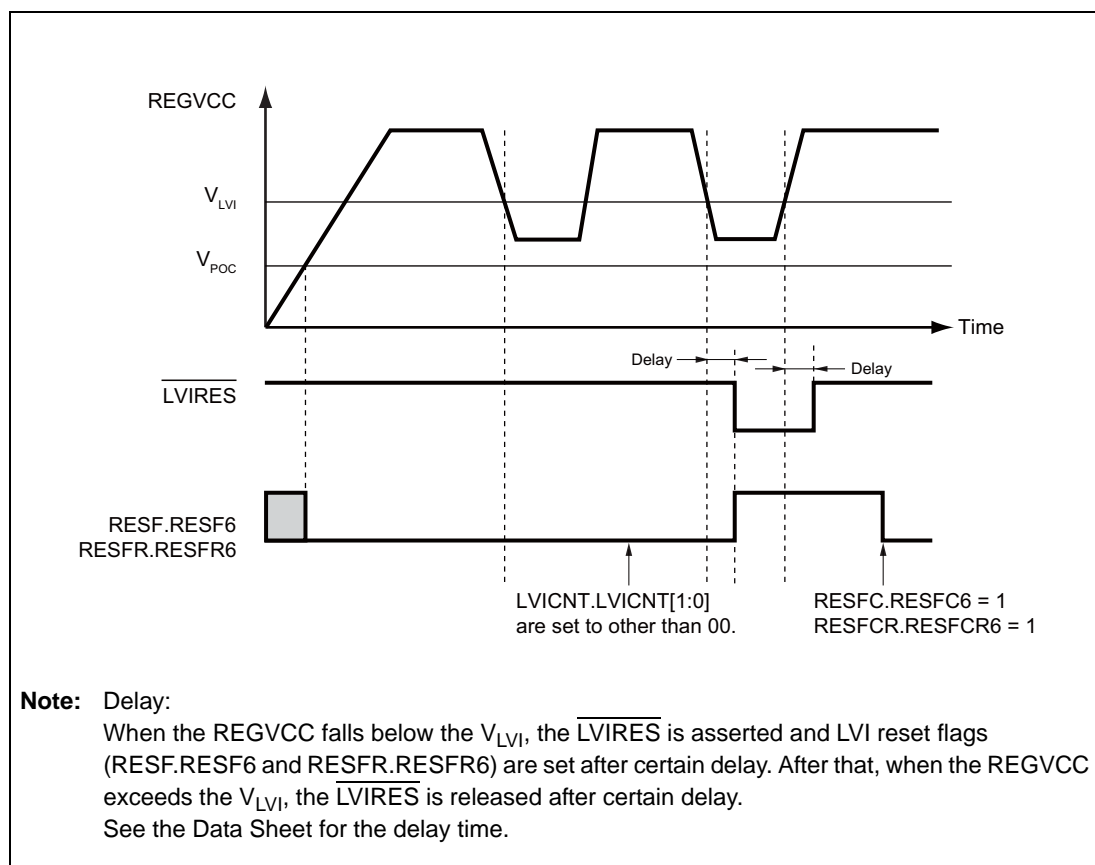 REGVCC
VLVI
VPOC
Time
Delay
Delay
LVIRES
RESF.RESF6
RESFR.RESFR6
LVICNT.LVICNT[1:0]
are set to other than 00.
RESFC.RESFC6 = 1
RESFCR.RESFCR6 = 1
Note: Delay:
When the REGVCC falls below the VLVI, the LVIRES is asserted and LVI reset flags
(RESF.RESF6 and RESFR.RESFR6) are set after certain delay. After that, when the REGVCC
exceeds the VLVI, the LVIRES is released after certain delay.
See the Data Sheet for the delay time.